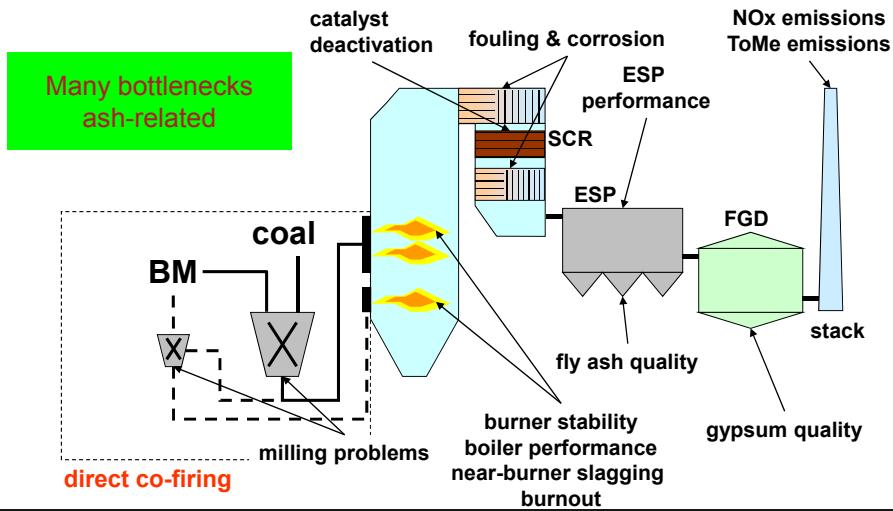 catalyst
deactivation
fouling & corrosion
NOx emissions
ToMe emissions
Many bottlenecks
ash-related
ESP
performance
SCR
ESP
FGD
coal
BM
stack
fly ash quality
burner stability
boiler performance
near-burner slagging
burnout
gypsum quality
milling problems
direct co-firing